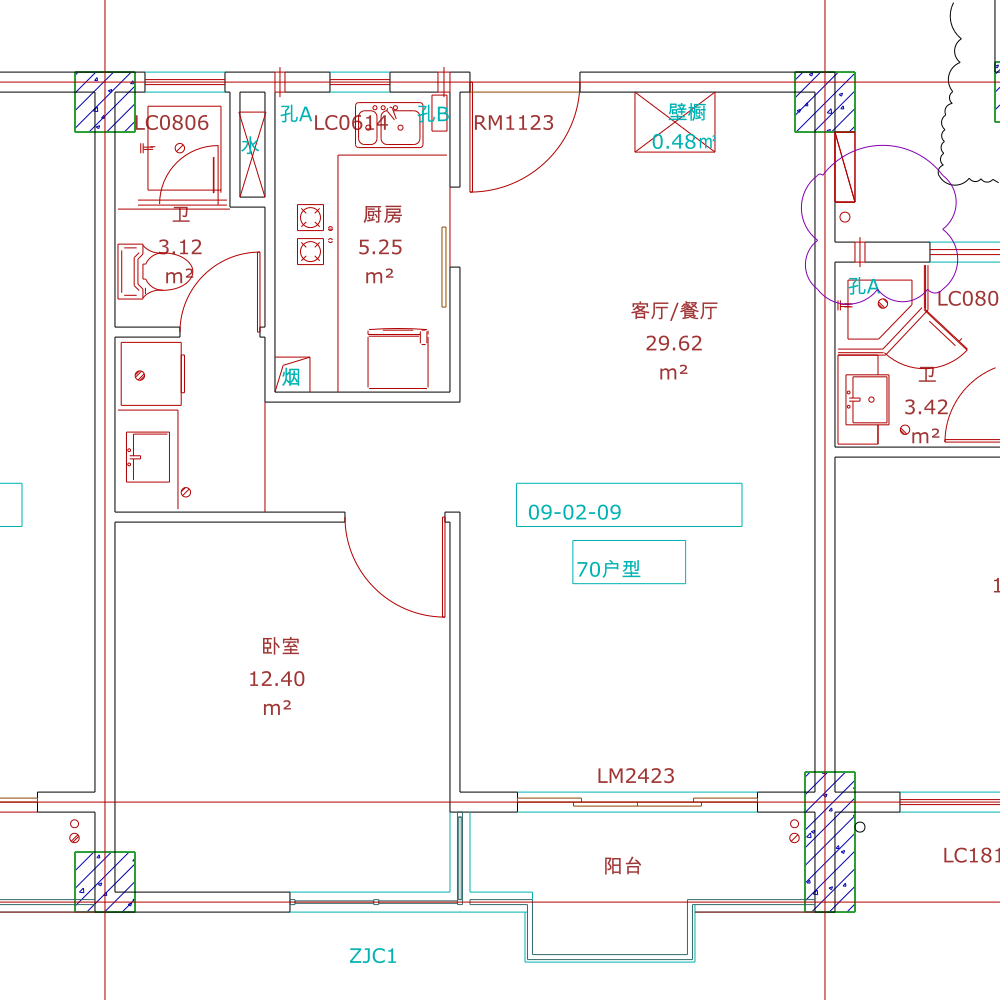 LC0806
孔A
LC0614
孔B
RM1123
壁橱
0.48㎡
水
卫
3.12
m²
厨房
5.25
m²
客厅/餐厅
29.62
m²
孔A
LC080
卫
3.42
m²
烟
09-02-09
70户型
1
卧室
12.40
m²
LM2423
阳台
LC181
ZJC1